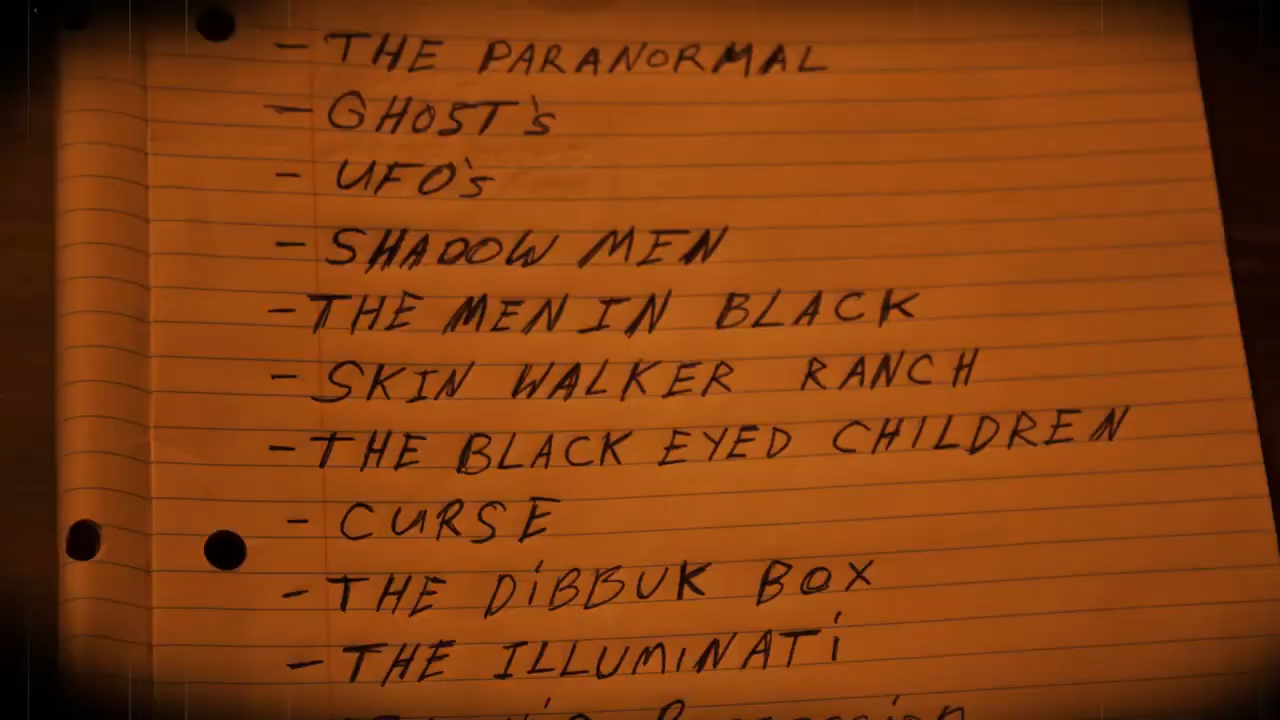 - THE PARANORMAL
- GHOST's
- UFO's
- SHADOW MEN
- THE MEN IN BLACK
- SKIN WALKER RANCH
- THE BLACK EYED CHILDREN
- CURSE
- THE DiBBUK BOX
- THE ILLUMINATi